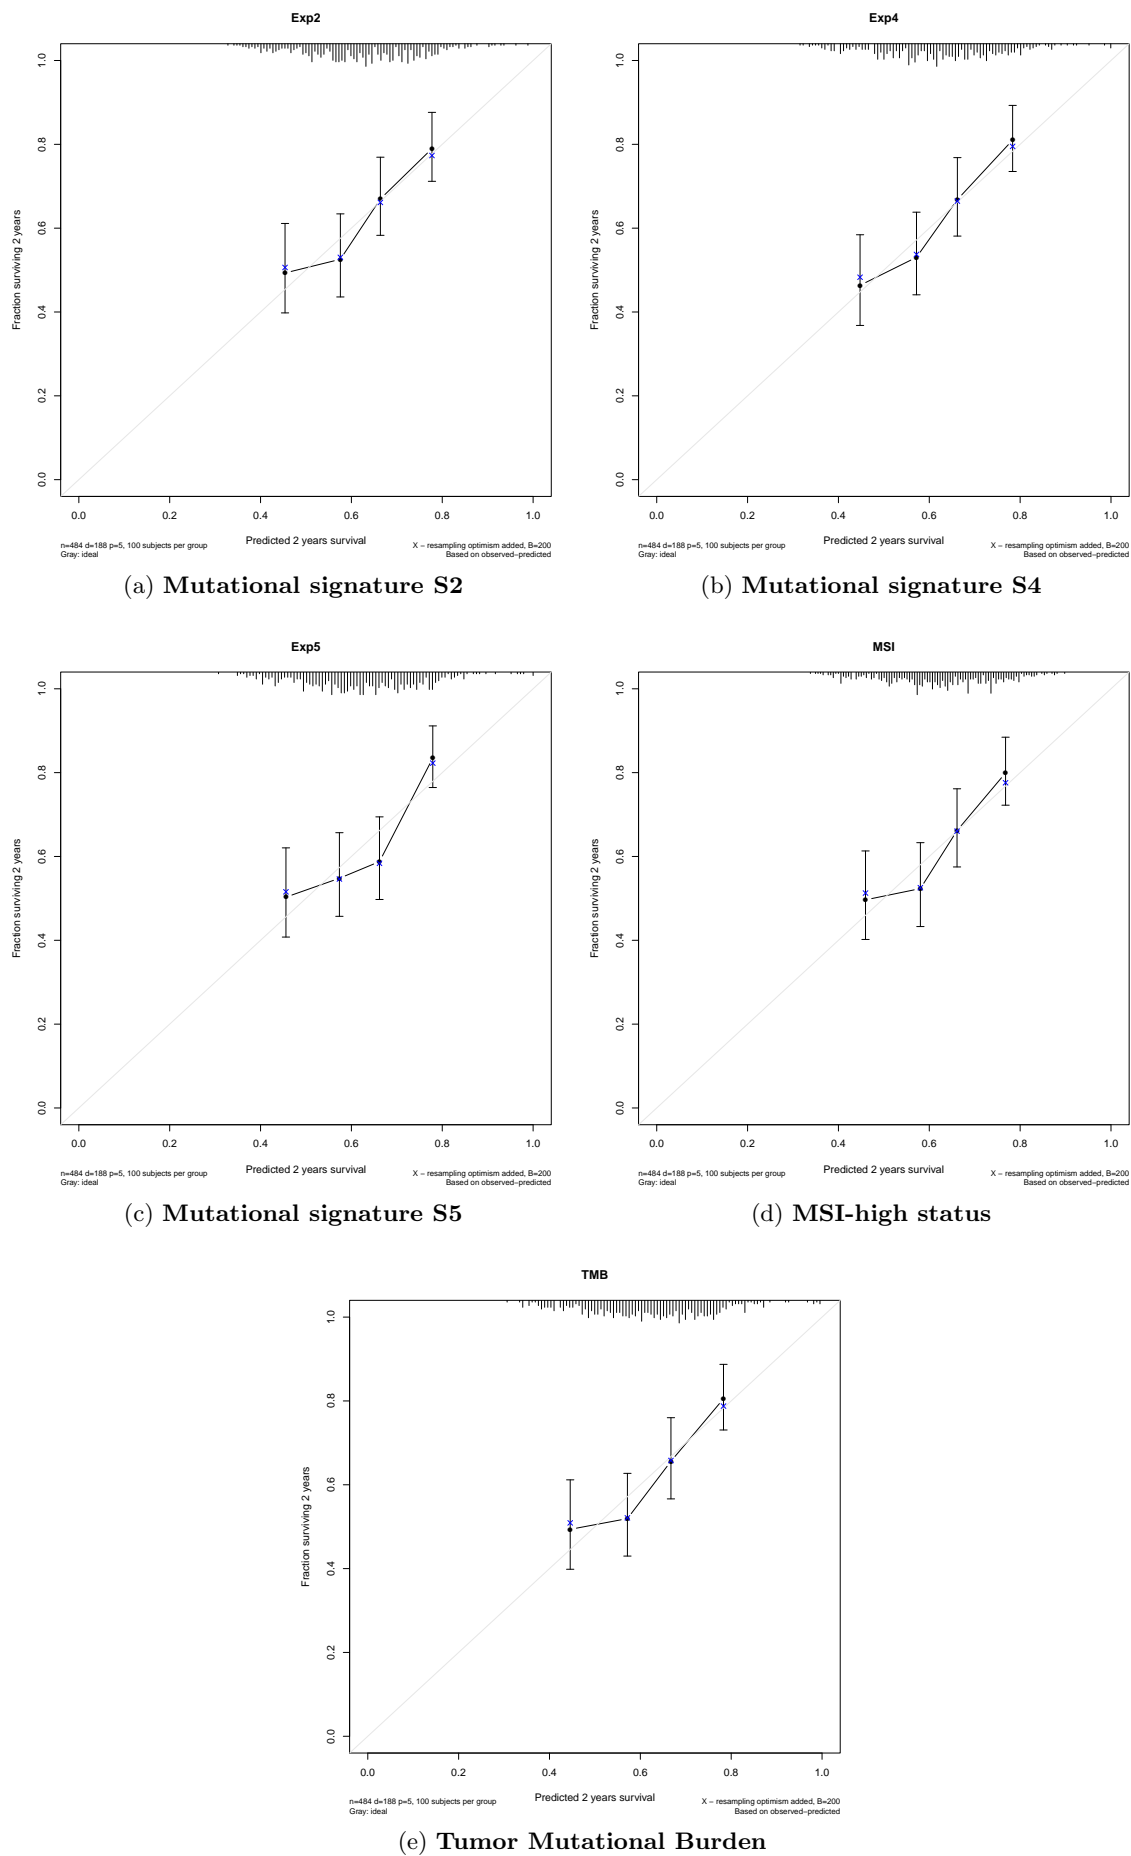 Exp2
Fraction surviving 2 years
1.0
0.8
0.6
0.4
0.2
0.0
0.0 0.2 0.4 0.6 0.8 1.0
Predicted 2 years survival
n=484 d=188 p=5, 100 subjects per group
Gray: ideal
X − resampling optimism added, B=200
Based on observed−predicted
(a) Mutational signature S2
Exp4
Fraction surviving 2 years
1.0
0.8
0.6
0.4
0.2
0.0
0.0 0.2 0.4 0.6 0.8 1.0
Predicted 2 years survival
n=484 d=188 p=5, 100 subjects per group
Gray: ideal
X − resampling optimism added, B=200
Based on observed−predicted
(b) Mutational signature S4
Exp5
Fraction surviving 2 years
1.0
0.8
0.6
0.4
0.2
0.0
0.0 0.2 0.4 0.6 0.8 1.0
Predicted 2 years survival
n=484 d=188 p=5, 100 subjects per group
Gray: ideal
X − resampling optimism added, B=200
Based on observed−predicted
(c) Mutational signature S5
MSI
Fraction surviving 2 years
1.0
0.8
0.6
0.4
0.2
0.0
0.0 0.2 0.4 0.6 0.8 1.0
Predicted 2 years survival
n=484 d=188 p=5, 100 subjects per group
Gray: ideal
X − resampling optimism added, B=200
Based on observed−predicted
(d) MSI-high status
TMB
Fraction surviving 2 years
1.0
0.8
0.6
0.4
0.2
0.0
0.0 0.2 0.4 0.6 0.8 1.0
Predicted 2 years survival
n=484 d=188 p=5, 100 subjects per group
Gray: ideal
X − resampling optimism added, B=200
Based on observed−predicted
(e) Tumor Mutational Burden